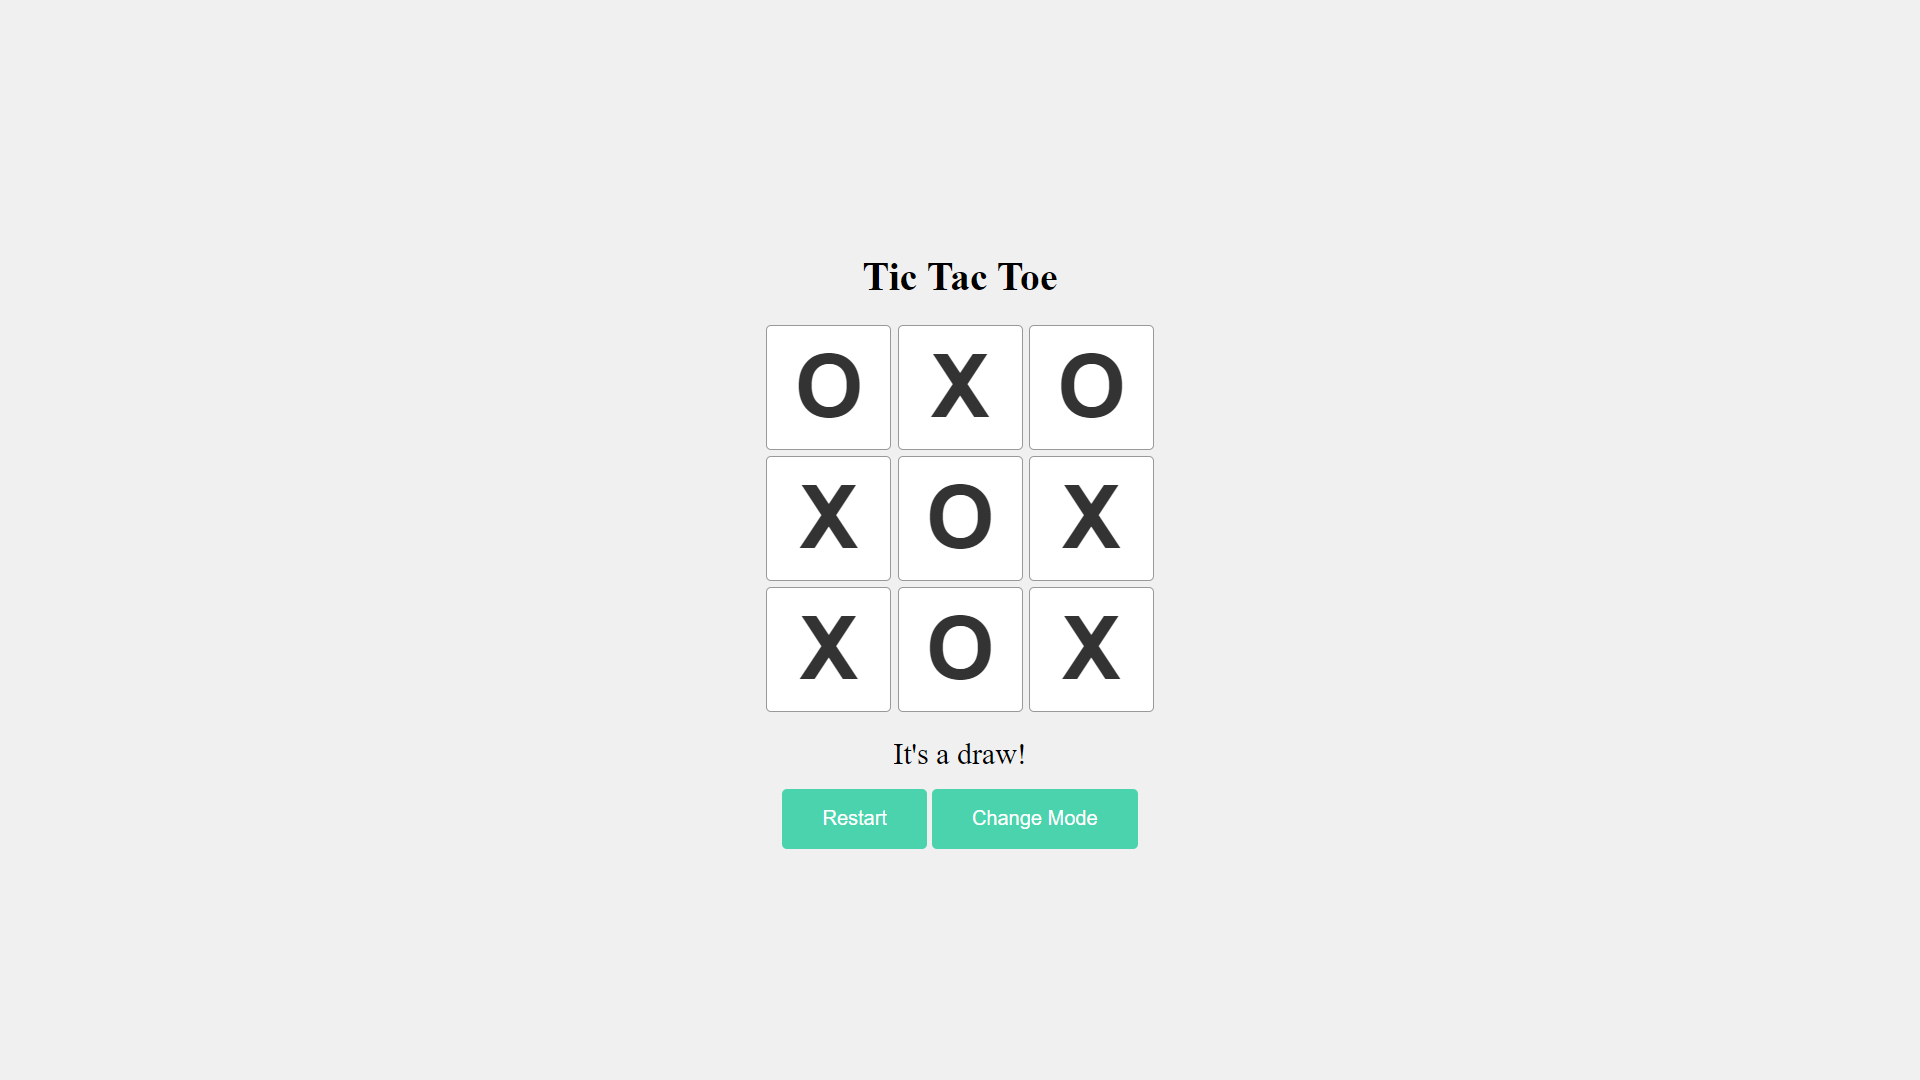 Tic Tac Toe
O X O
X O X
X O X
It's a draw!
Restart Change Mode